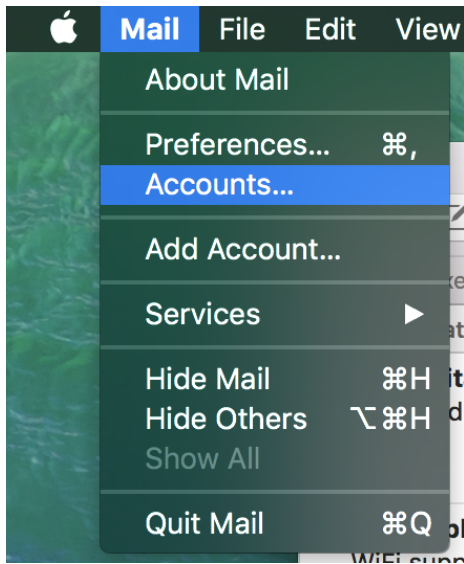 Mail File Edit View
About Mail
Preferences... ⌘,
Accounts...
Add Account...
Services ▶
Hide Mail ⌘H
Hide Others ⌥⌘H
Show All
Quit Mail ⌘Q
WiFi